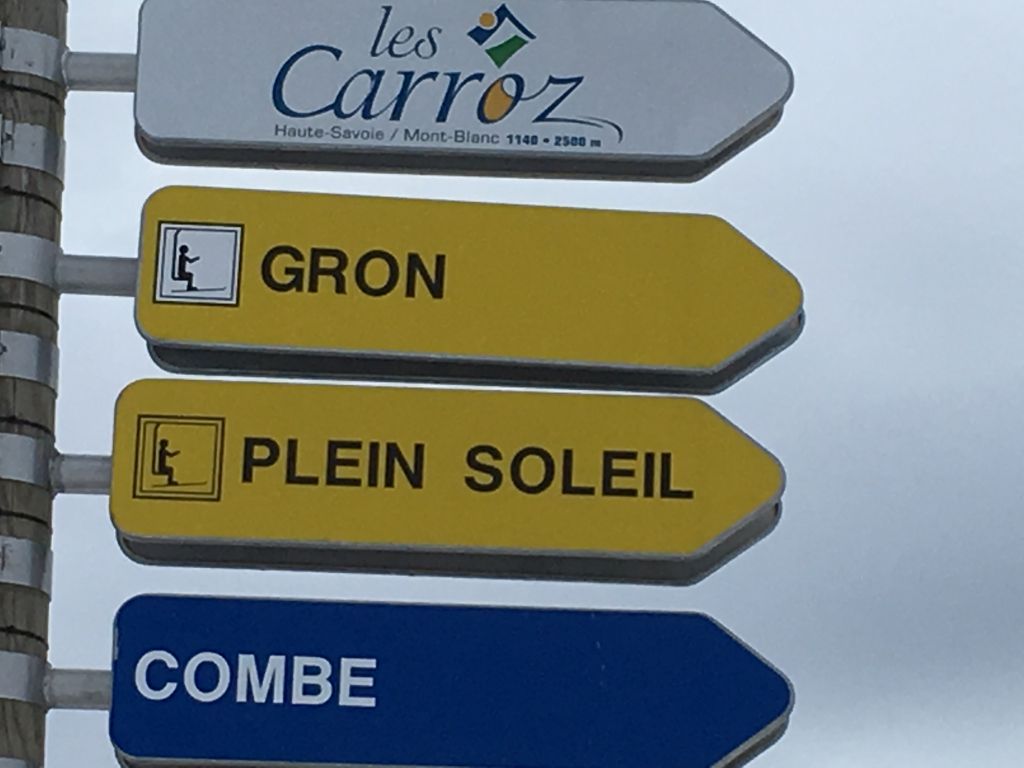 les
Carroz
Haute-Savoie / Mont-Blanc 1140 • 2500 m
GRON
PLEIN SOLEIL
COMBE